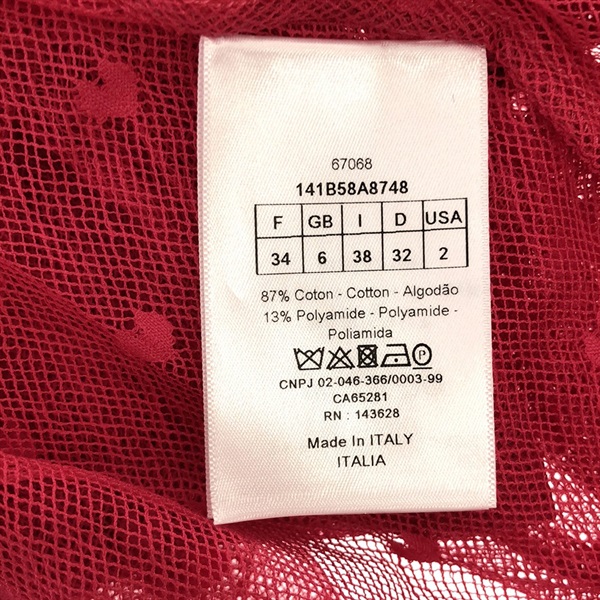 67068
141B58A8748
F GB I D USA
34 6 38 32 2
87% Coton - Cotton - Algodão
13% Polyamide - Polyamide -
Poliamida
P
CNPJ 02-046-366/0003-99
CA65281
RN : 143628
Made In ITALY
ITALIA